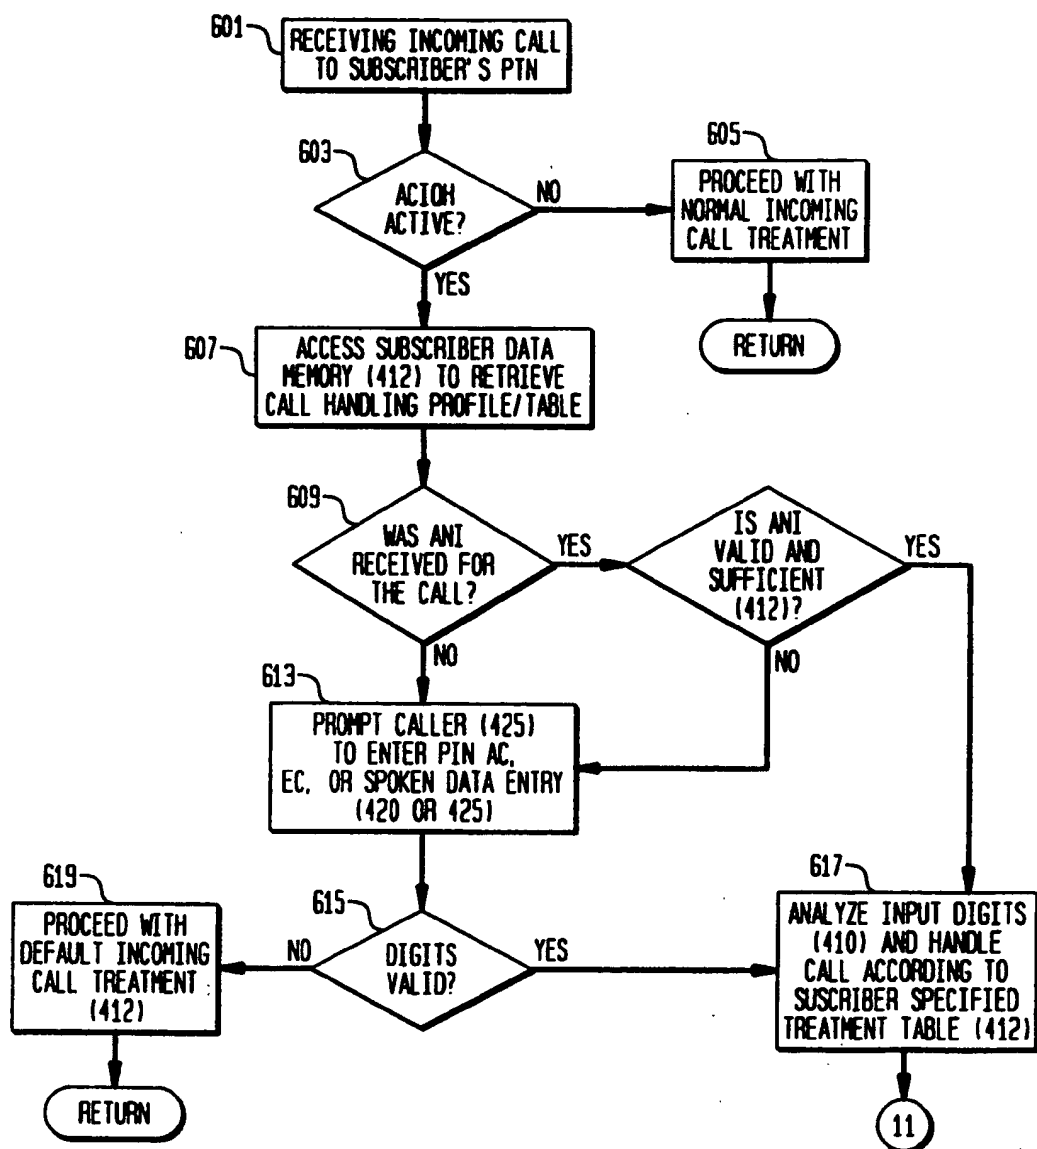 601
RECEIVING INCOMING CALL
TO SUBSCRIBER'S PTN
603
ACIOH
ACTIVE?
NO
605
PROCEED WITH
NORMAL INCOMING
CALL TREATMENT
YES
RETURN
607
ACCESS SUBSCRIBER DATA
MEMORY (412) TO RETRIEVE
CALL HANDLING PROFILE/TABLE
609
WAS ANI
RECEIVED FOR
THE CALL?
YES
IS ANI
VALID AND
SUFFICIENT
(412)?
YES
NO
NO
613
PROMPT CALLER (425)
TO ENTER PIN AC,
EC, OR SPOKEN DATA ENTRY
(420 OR 425)
619
PROCEED WITH
DEFAULT INCOMING
CALL TREATMENT
(412)
NO
615
DIGITS
VALID?
YES
617
ANALYZE INPUT DIGITS
(410) AND HANDLE
CALL ACCORDING TO
SUSCRIBER SPECIFIED
TREATMENT TABLE (412)
RETURN
11